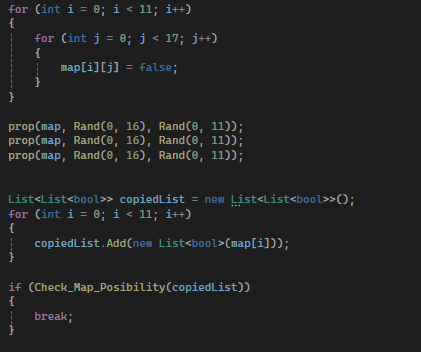 for (int i = 0; i < 11; i++)
{
    for (int j = 0; j < 17; j++)
    {
        map[i][j] = false;
    }
}
prop(map, Rand(0, 16), Rand(0, 11));
prop(map, Rand(0, 16), Rand(0, 11));
prop(map, Rand(0, 16), Rand(0, 11));
List<List<bool>> copiedList = new List<List<bool>>();
for (int i = 0; i < 11; i++)
{
    copiedList.Add(new List<bool>(map[i]));
}
if (Check_Map_Posibility(copiedList))
{
    break;
}